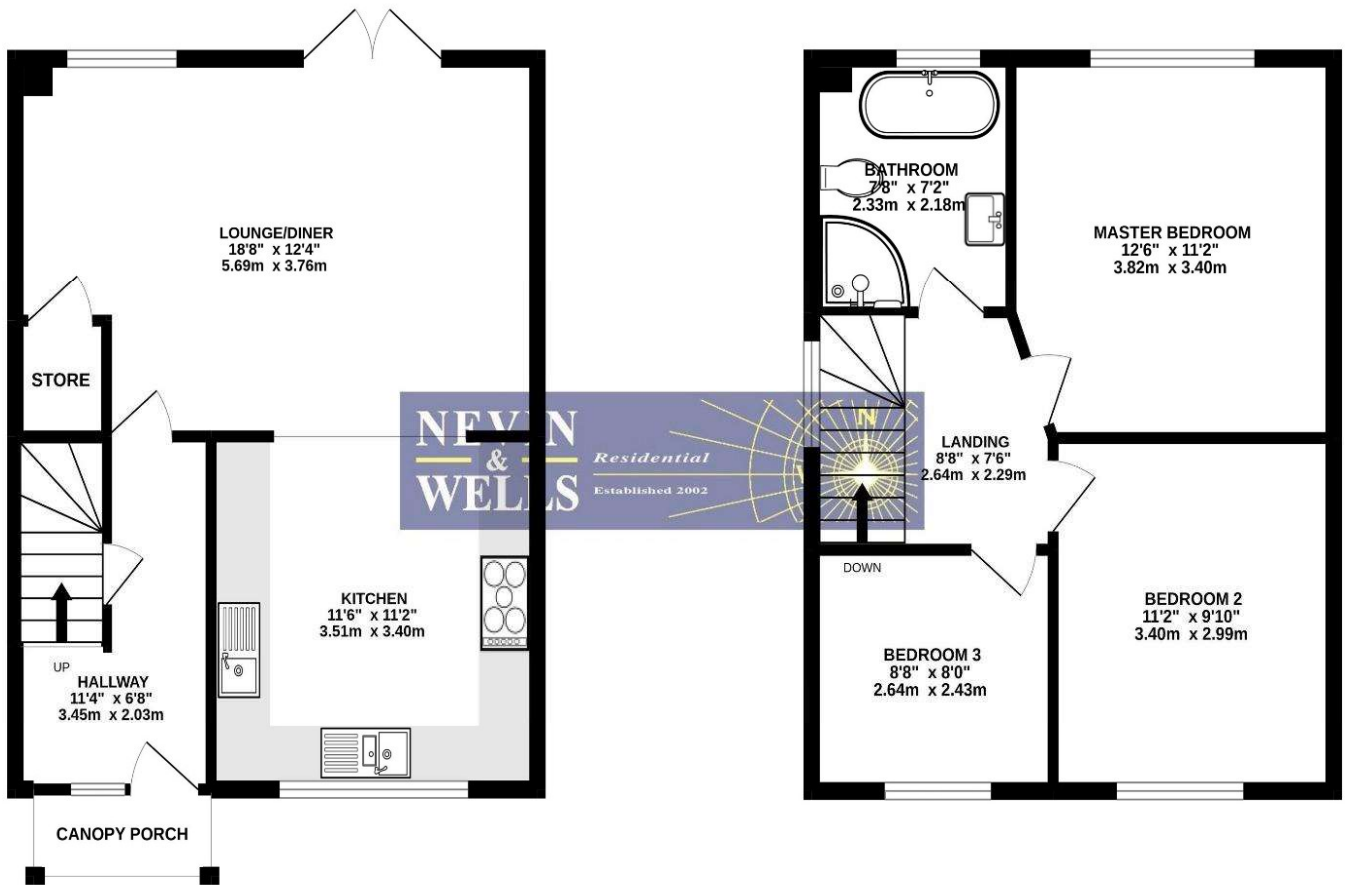 LOUNGE/DINER
18'8" x 12'4"
5.69m x 3.76m
STORE
KITCHEN
11'6" x 11'2"
3.51m x 3.40m
UP
HALLWAY
11'4" x 6'8"
3.45m x 2.03m
CANOPY PORCH
NEVIN
&
WELLS
Residential
Established 2002
N
BATHROOM
7'8" x 7'2"
2.33m x 2.18m
MASTER BEDROOM
12'6" x 11'2"
3.82m x 3.40m
LANDING
8'8" x 7'6"
2.64m x 2.29m
DOWN
BEDROOM 3
8'8" x 8'0"
2.64m x 2.43m
BEDROOM 2
11'2" x 9'10"
3.40m x 2.99m